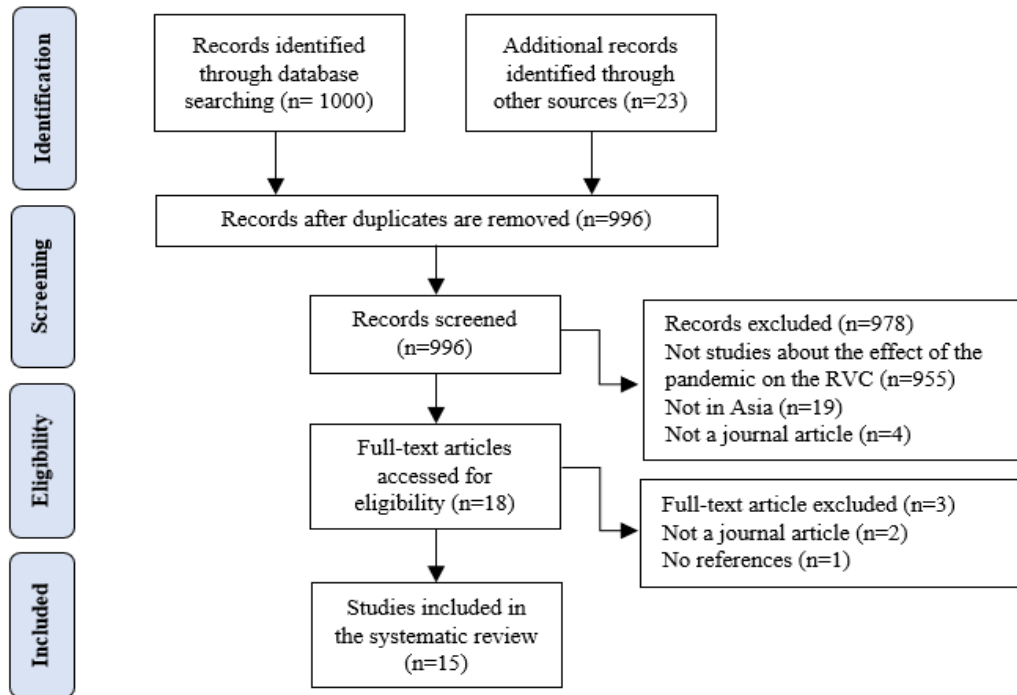 Identification
Records identified
through database
searching (n= 1000)
Additional records
identified through
other sources (n=23)
Records after duplicates are removed (n=996)
Screening
Records screened
(n=996)
Records excluded (n=978)
Not studies about the effect of the
pandemic on the RVC (n=955)
Not in Asia (n=19)
Not a journal article (n=4)
Eligibility
Full-text articles
accessed for
eligibility (n=18)
Full-text article excluded (n=3)
Not a journal article (n=2)
No references (n=1)
Included
Studies included in
the systematic review
(n=15)